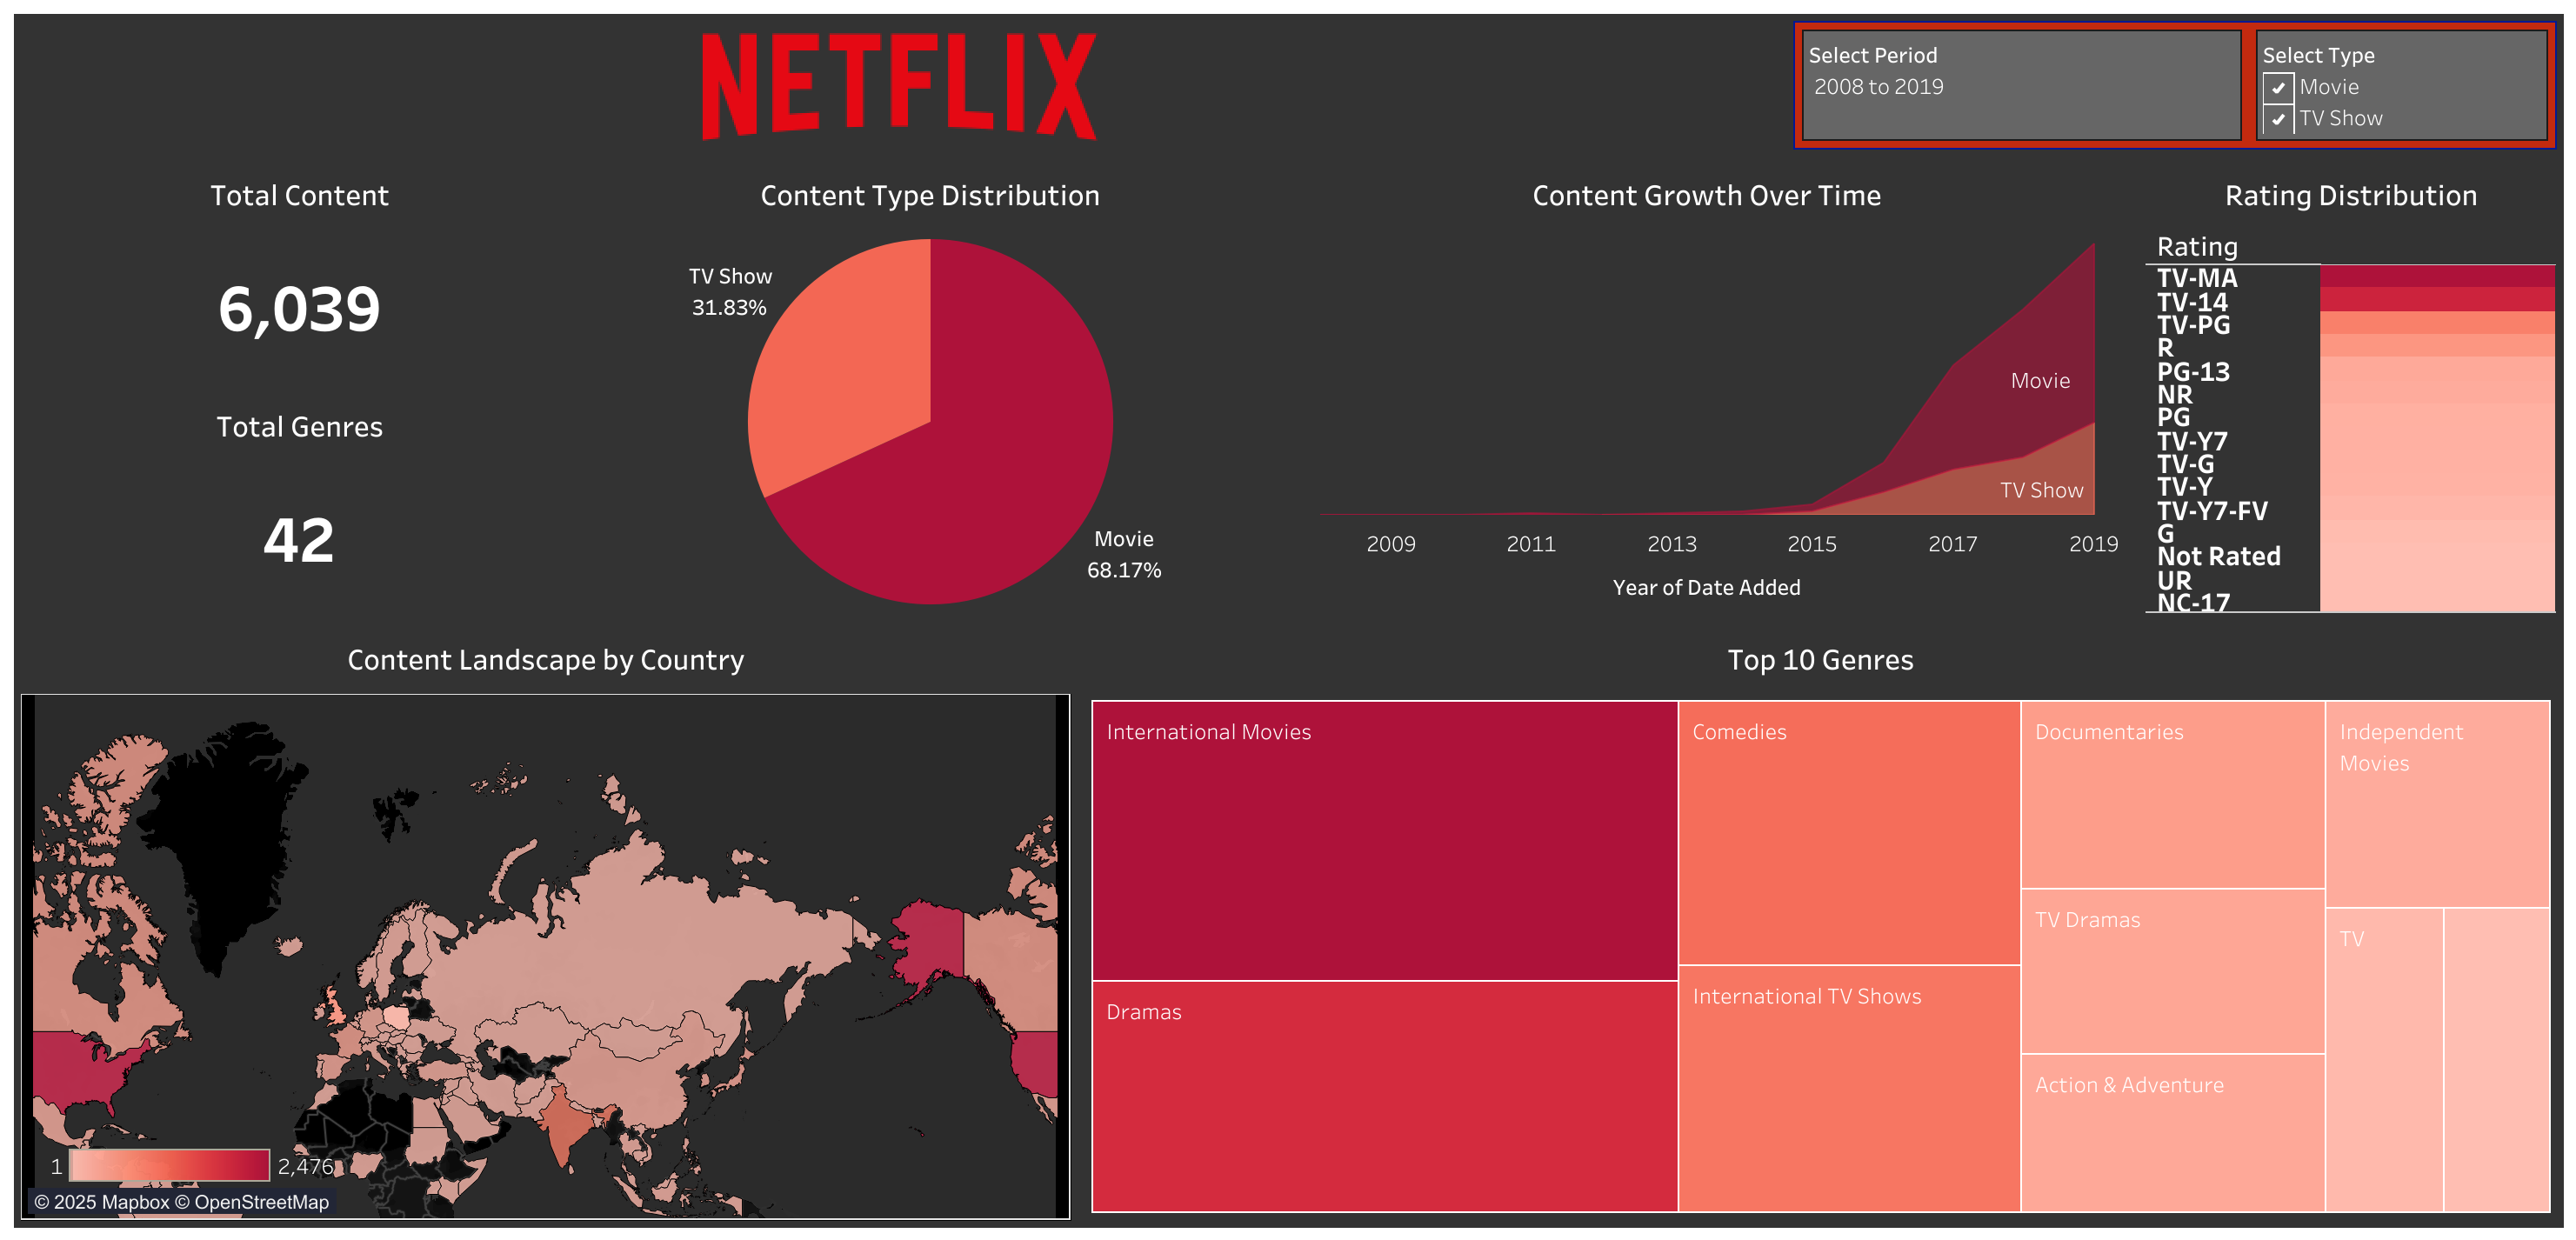 NETFLIX
Select Period
2008 to 2019
Select Type
Movie
TV Show
Total Content
6,039
Total Genres
42
Content Type Distribution
TV Show
31.83%
Movie
68.17%
Content Growth Over Time
Movie
TV Show
2009 2011 2013 2015 2017 2019
Year of Date Added
Rating Distribution
Rating
TV-MA
TV-14
TV-PG
R
PG-13
NR
PG
TV-Y7
TV-G
TV-Y
TV-Y7-FV
G
Not Rated
UR
NC-17
Content Landscape by Country
1 2,476
© 2025 Mapbox © OpenStreetMap
Top 10 Genres
International Movies
Dramas
Comedies
International TV Shows
Documentaries
TV Dramas
Action & Adventure
Independent
Movies
TV